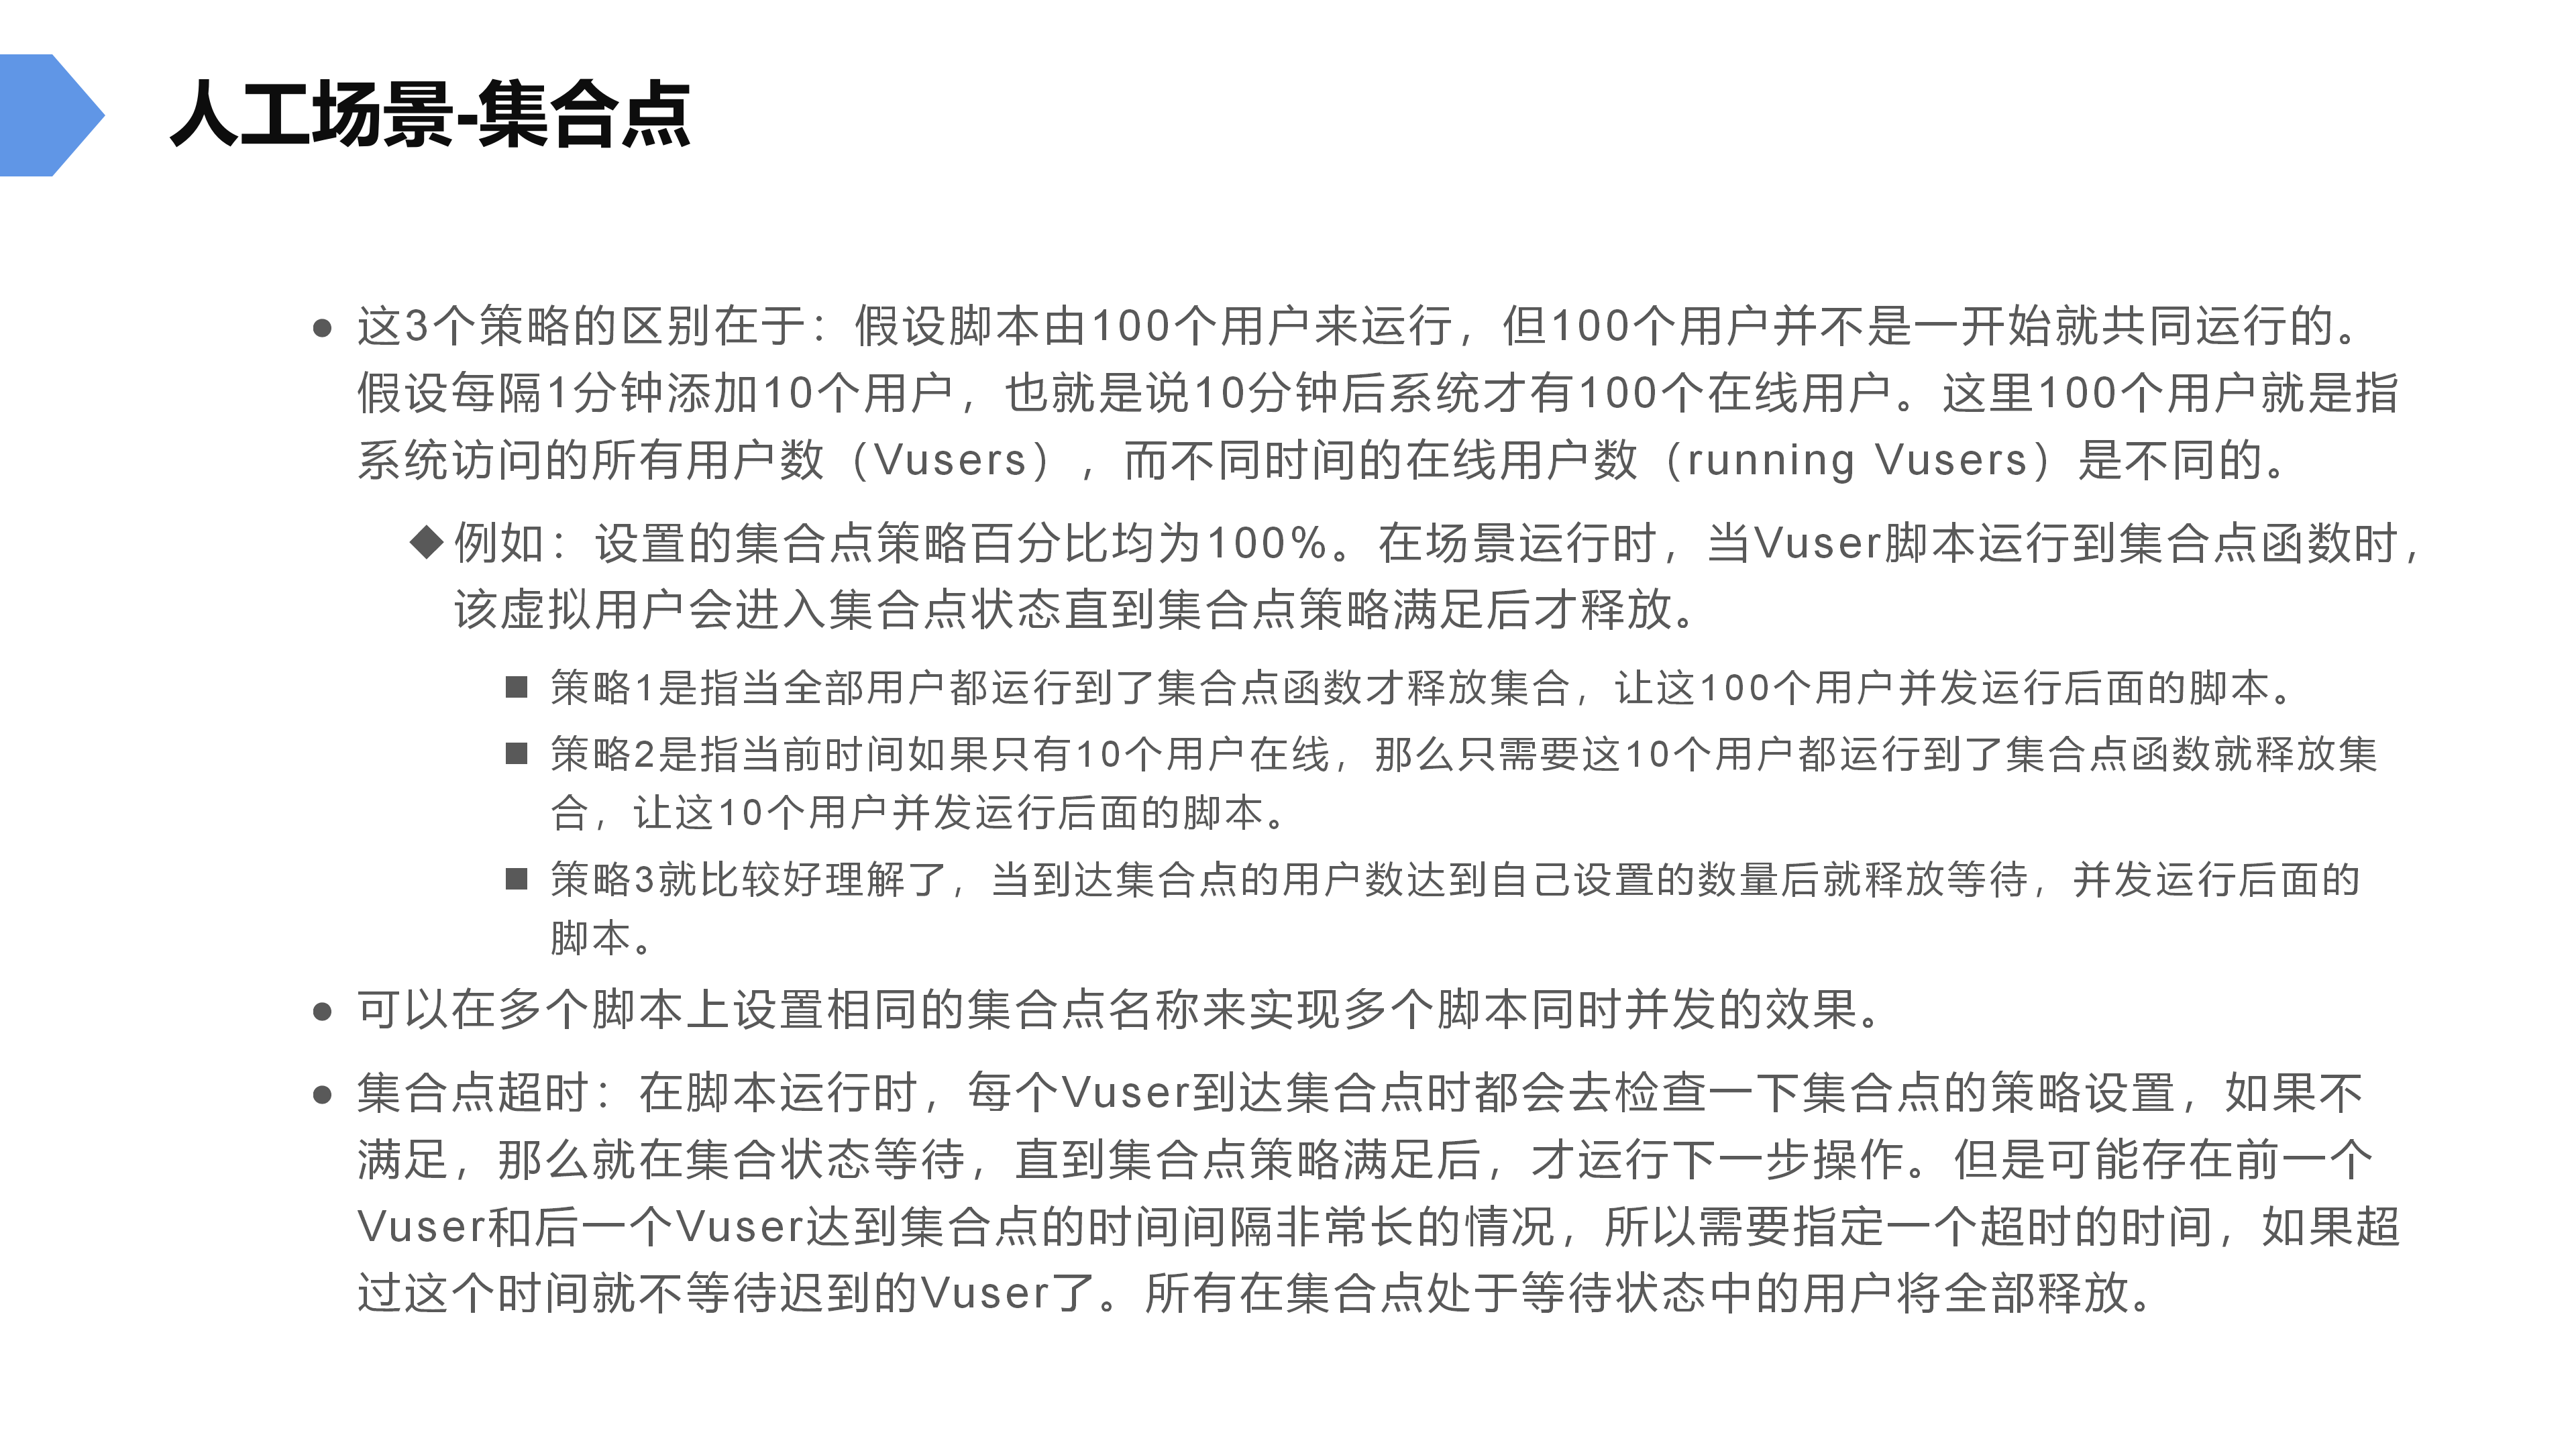 人工场景-集合点
● 这3个策略的区别在于：假设脚本由100个用户来运行，但100个用户并不是一开始就共同运行的。
假设每隔1分钟添加10个用户，也就是说10分钟后系统才有100个在线用户。这里100个用户就是指
系统访问的所有用户数（Vusers），而不同时间的在线用户数（running Vusers）是不同的。
◆ 例如：设置的集合点策略百分比均为100%。在场景运行时，当Vuser脚本运行到集合点函数时，
该虚拟用户会进入集合点状态直到集合点策略满足后才释放。
■ 策略1是指当全部用户都运行到了集合点函数才释放集合，让这100个用户并发运行后面的脚本。
■ 策略2是指当前时间如果只有10个用户在线，那么只需要这10个用户都运行到了集合点函数就释放集
合，让这10个用户并发运行后面的脚本。
■ 策略3就比较好理解了，当到达集合点的用户数达到自己设置的数量后就释放等待，并发运行后面的
脚本。
● 可以在多个脚本上设置相同的集合点名称来实现多个脚本同时并发的效果。
● 集合点超时：在脚本运行时，每个Vuser到达集合点时都会去检查一下集合点的策略设置，如果不
满足，那么就在集合状态等待，直到集合点策略满足后，才运行下一步操作。但是可能存在前一个
Vuser和后一个Vuser达到集合点的时间间隔非常长的情况，所以需要指定一个超时的时间，如果超
过这个时间就不等待迟到的Vuser了。所有在集合点处于等待状态中的用户将全部释放。